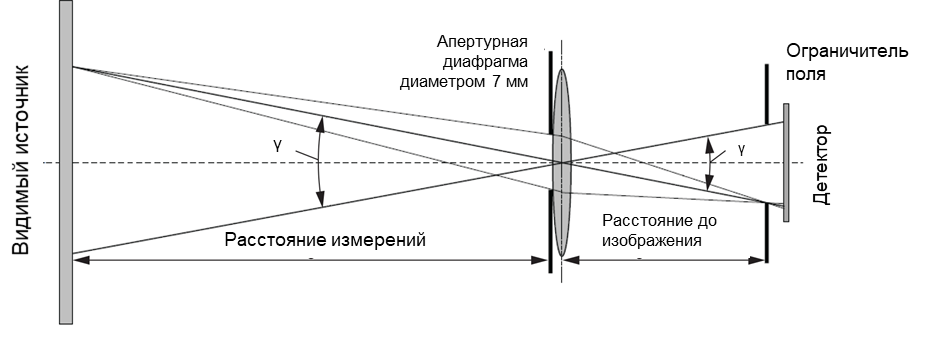 Видимый источник
γ
Расстояние измерений
Апертурная
диафрагма
диаметром 7 мм
Расстояние до
изображения
γ
Ограничитель
поля
Детектор